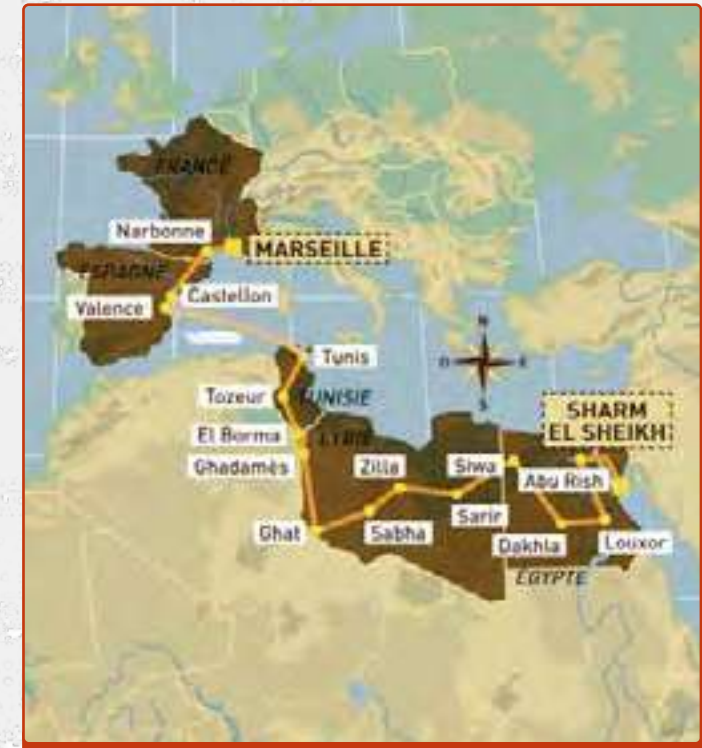 FRANCE
Narbonne
MARSEILLE
ESPAGNE
Castellon
Valence
N
O E
S
Tunis
Tozeur
TUNISIE
SHARM
EL SHEIKH
El Borma
LYBIE
Ghadamès
Zilla
Siwa
Abu Rish
Ghat
Sabha
Sarir
Dakhla
Louxor
ÉGYPTE